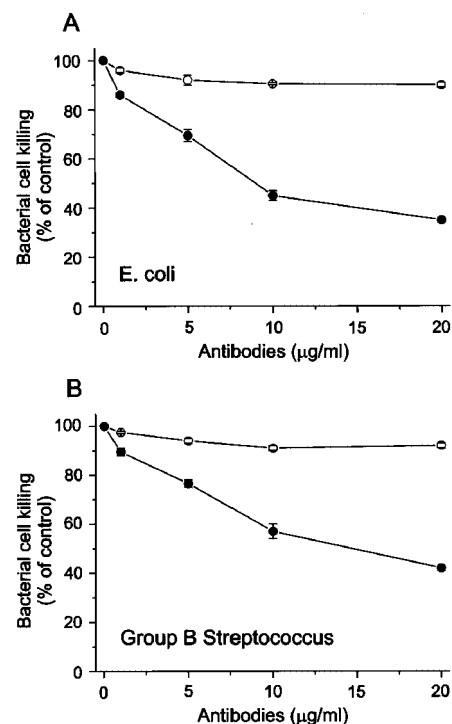 A
Bacterial cell killing
(% of control)
100
80
60
40
20
0
E. coli
0 5 10 15 20
Antibodies (μg/ml)
B
Bacterial cell killing
(% of control)
100
80
60
40
20
0
Group B Streptococcus
0 5 10 15 20
Antibodies (μg/ml)